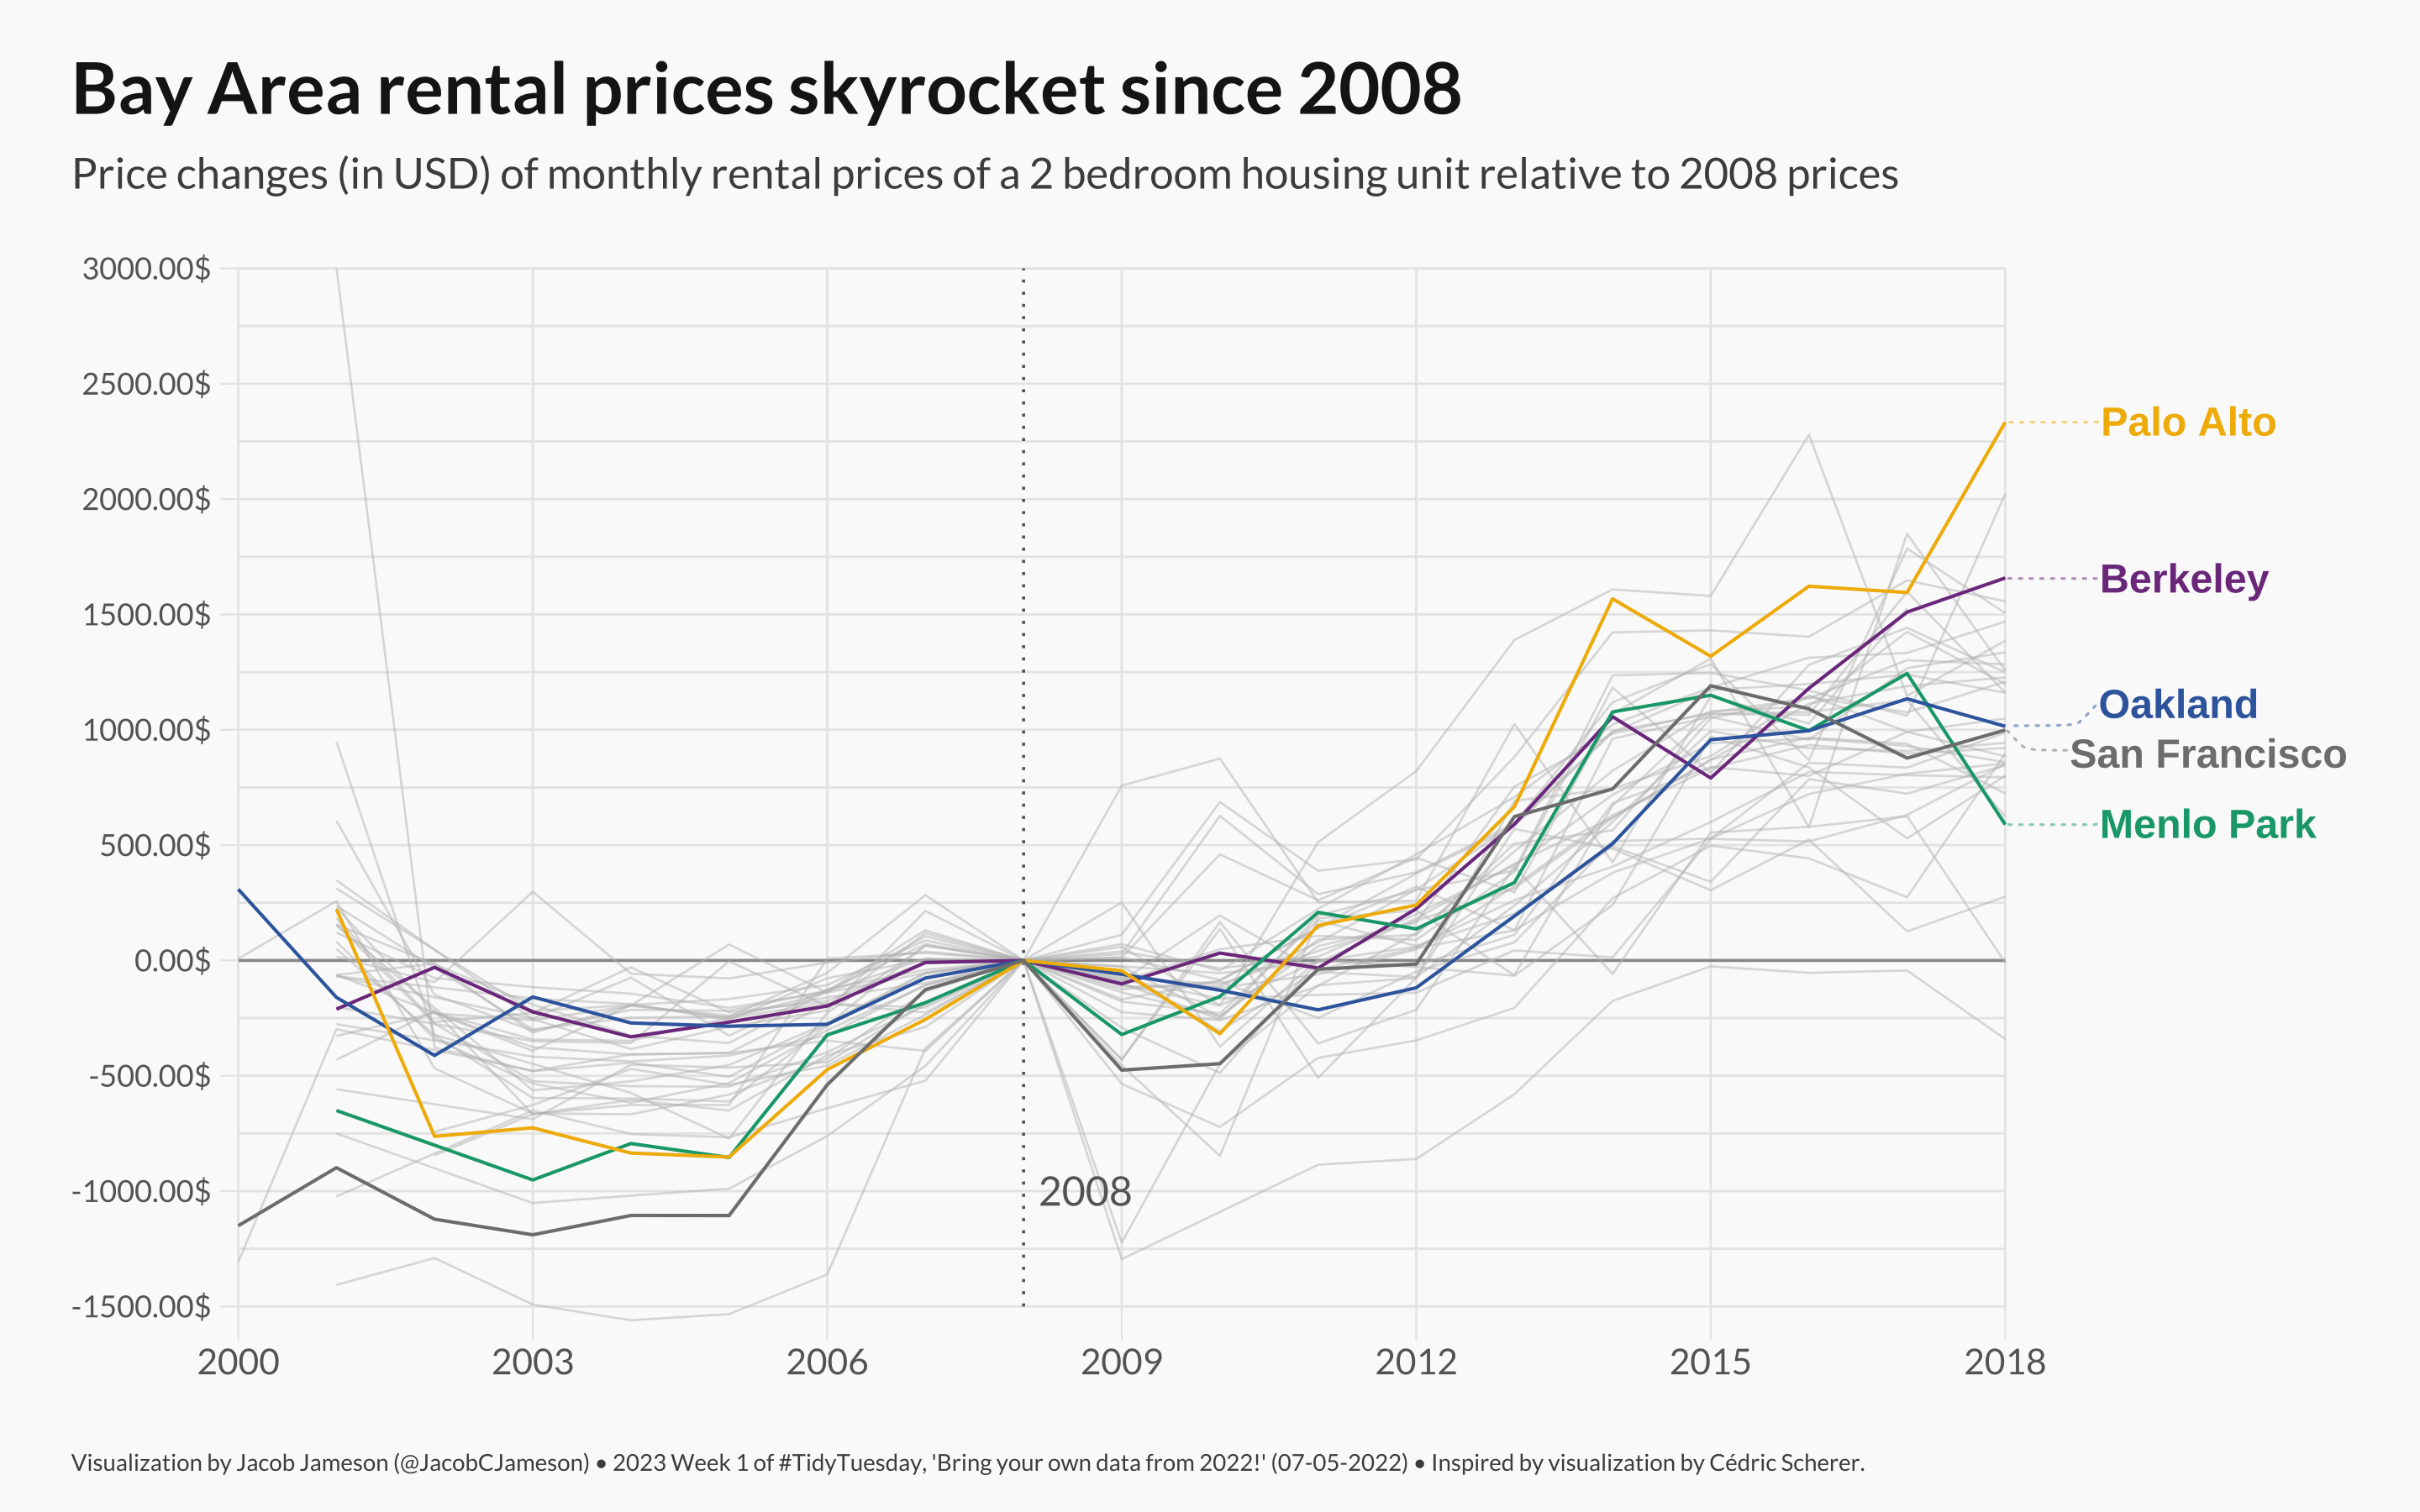 Bay Area rental prices skyrocket since 2008
Price changes (in USD) of monthly rental prices of a 2 bedroom housing unit relative to 2008 prices
3000.00$
2500.00$
2000.00$
1500.00$
1000.00$
500.00$
0.00$
-500.00$
-1000.00$
-1500.00$
Palo Alto
Berkeley
Oakland
San Francisco
Menlo Park
2008
2000 2003 2006 2009 2012 2015 2018
Visualization by Jacob Jameson (@JacobCJameson) • 2023 Week 1 of #TidyTuesday, 'Bring your own data from 2022!' (07-05-2022) • Inspired by visualization by Cédric Scherer.